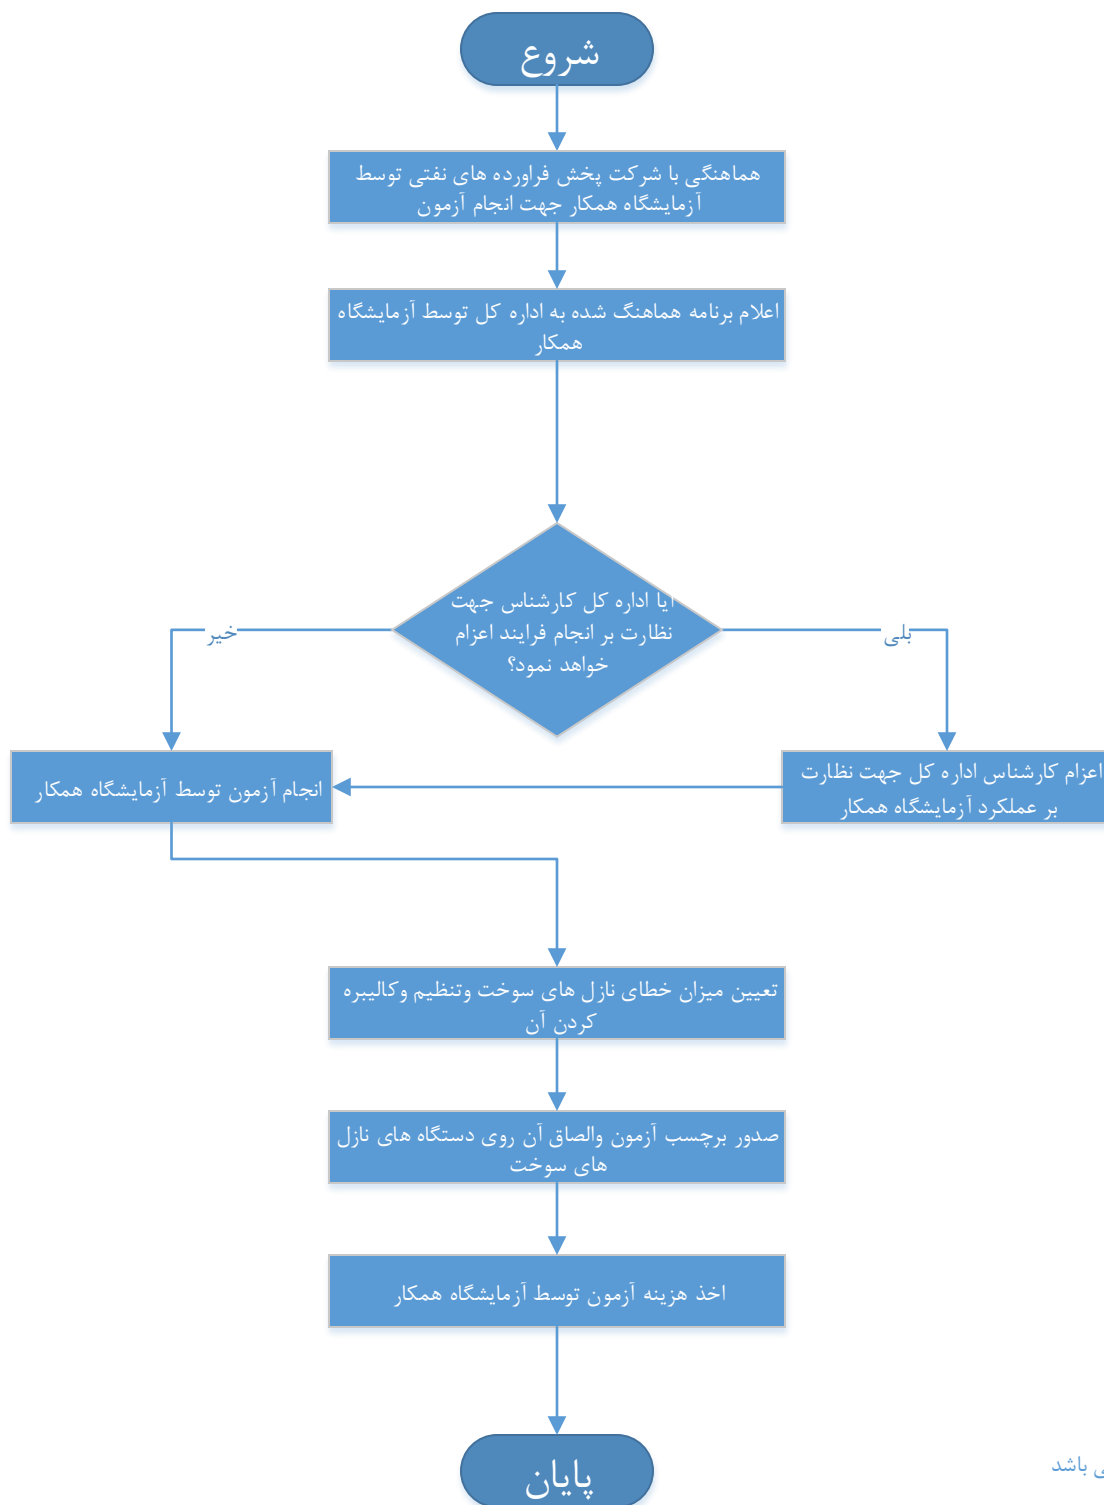 شروع
هماهنگی با شرکت پخش فراورده های نفتی توسط
آزمایشگاه همکار جهت انجام آزمون
اعلام برنامه هماهنگ شده به اداره کل توسط آزمایشگاه
همکار
آیا اداره کل کارشناس جهت
نظارت بر انجام فرایند اعزام
خواهد نمود؟
بلی
خیر
اعزام کارشناس اداره کل جهت نظارت
بر عملکرد آزمایشگاه همکار
انجام آزمون توسط آزمایشگاه همکار
تعیین میزان خطای نازل های سوخت وتنظیم وکالیبره
کردن آن
صدور برچسب آزمون والصاق آن روی دستگاه های نازل
های سوخت
اخذ هزینه آزمون توسط آزمایشگاه همکار
پایان
باشد